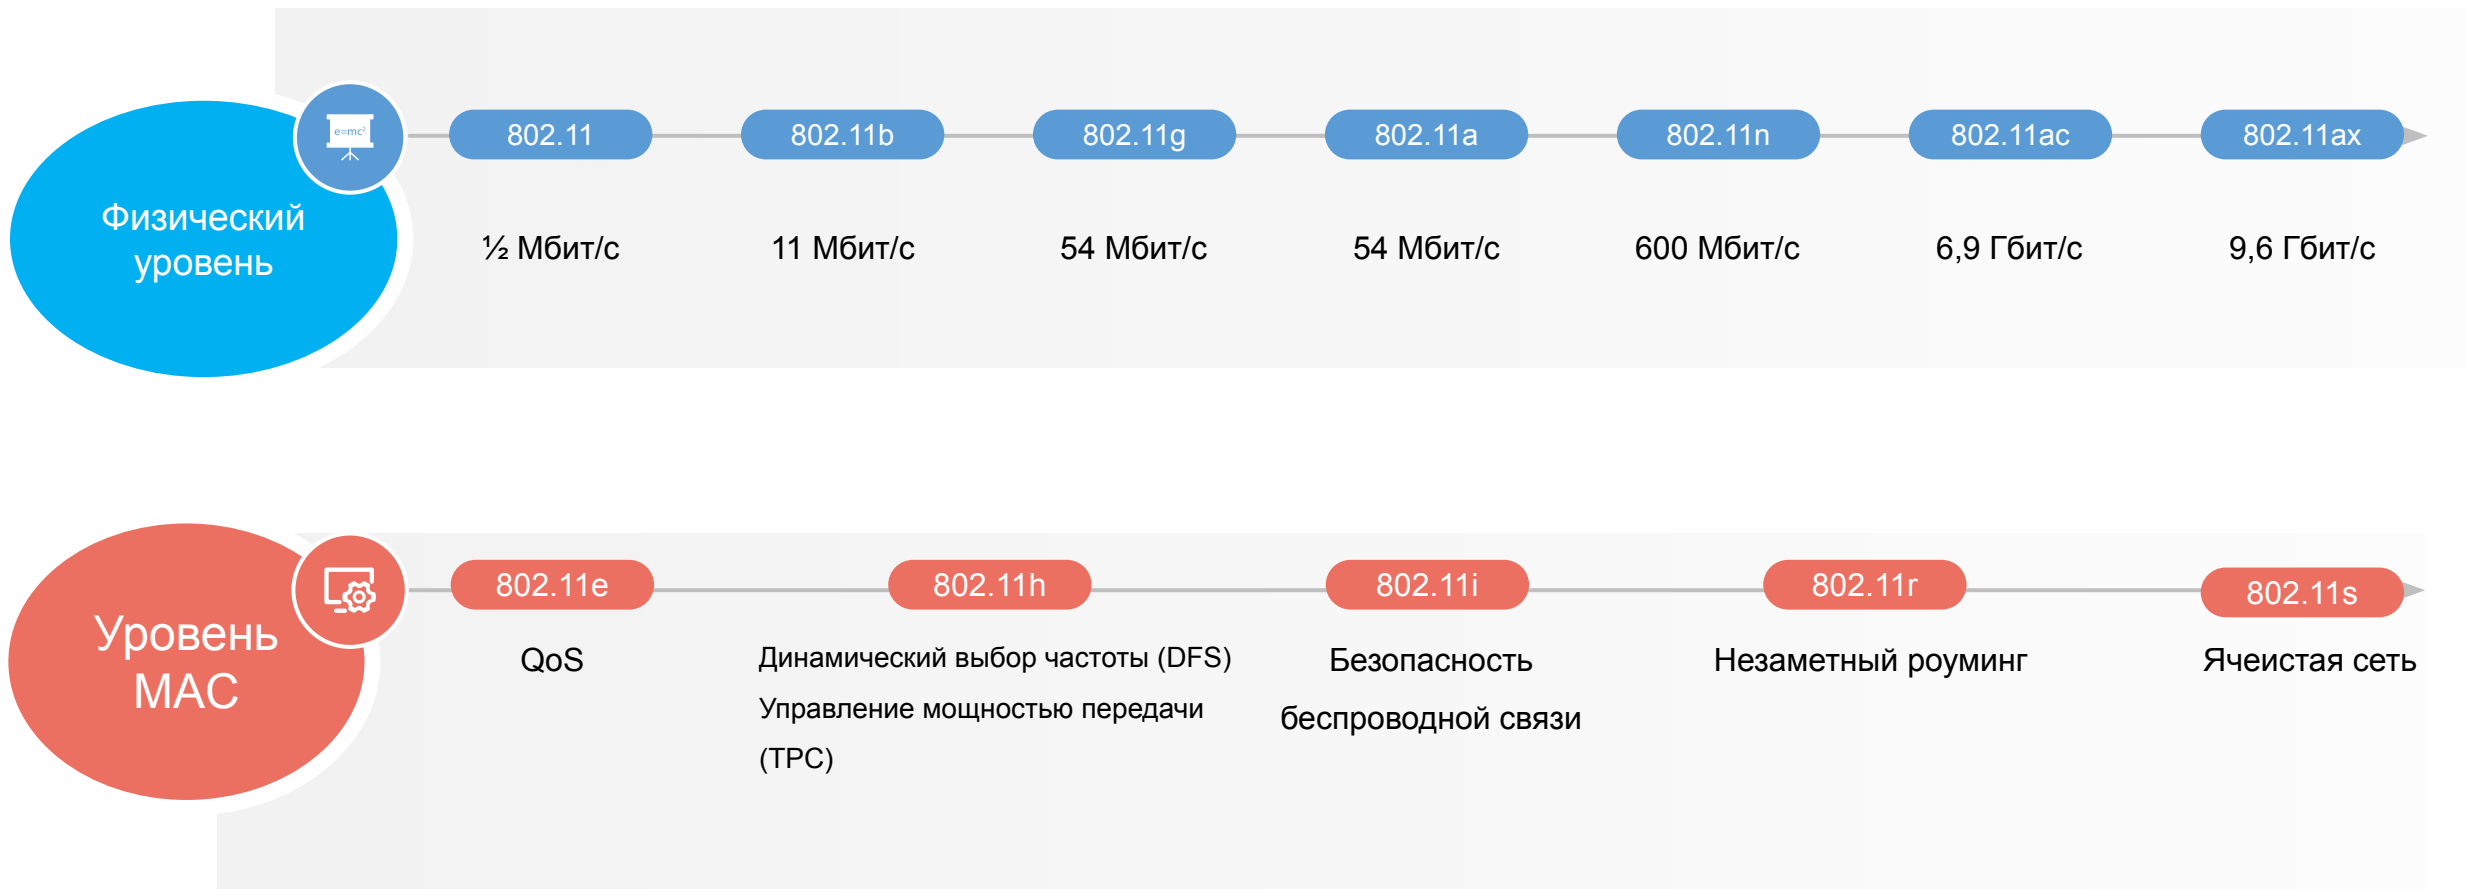 e=mc²
Физический
уровень
802.11
802.11b
802.11g
802.11a
802.11n
802.11ac
802.11ax
½ Мбит/с
11 Мбит/с
54 Мбит/с
54 Мбит/с
600 Мбит/с
6,9 Гбит/с
9,6 Гбит/с
Уровень
MAC
802.11e
802.11h
802.11i
802.11r
802.11s
QoS
Динамический выбор частоты (DFS)
Управление мощностью передачи
(TPC)
Безопасность
беспроводной связи
Незаметный роуминг
Ячеистая сеть